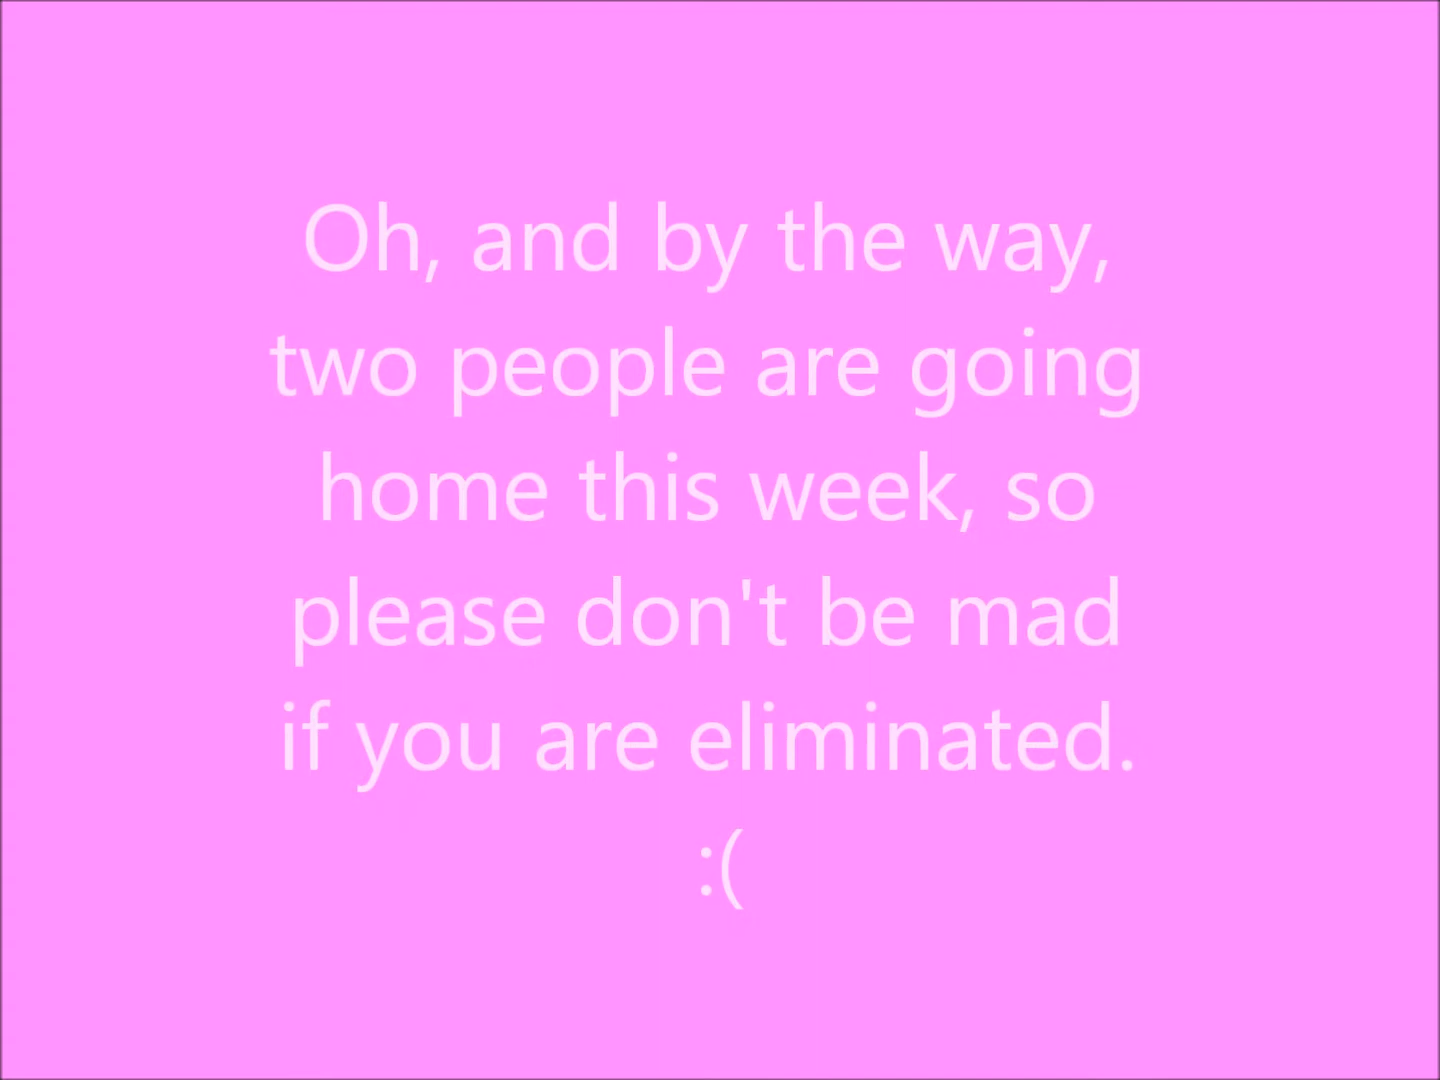 Oh, and by the way,
two people are going
home this week, so
please don't be mad
if you are eliminated.
:(